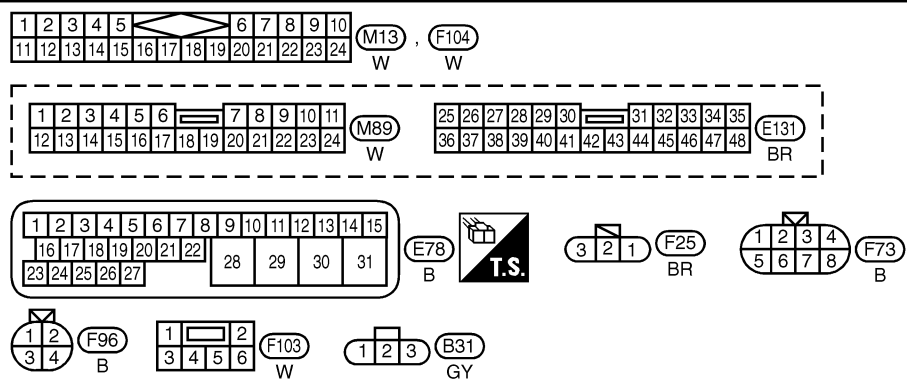 1 2 3 4 5 6 7 8 9 10
11 12 13 14 15 16 17 18 19 20 21 22 23 24
M13 , F104
W W
1 2 3 4 5 6 7 8 9 10 11
12 13 14 15 16 17 18 19 20 21 22 23 24
M89
W
25 26 27 28 29 30 31 32 33 34 35
36 37 38 39 40 41 42 43 44 45 46 47 48
E131
BR
1 2 3 4 5 6 7 8 9 10 11 12 13 14 15
16 17 18 19 20 21 22
23 24 25 26 27
28 29 30 31
E78
B
T.S.
3 2 1
F25
BR
1 2 3 4
5 6 7 8
F73
B
1 2
3 4
F96
B
1 2
3 4 5 6
F103
W
1 2 3
B31
GY